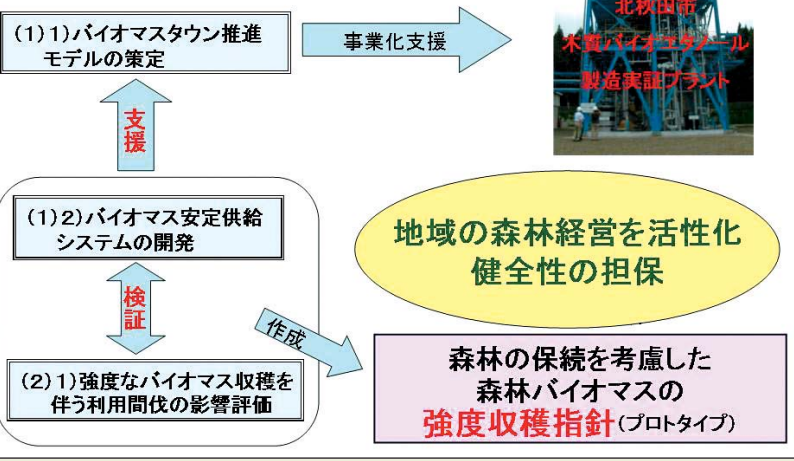 (1)1)バイオマスタウン推進
モデルの策定
事業化支援
北秋田市
木質バイオエタノール
製造実証プラント
支援
(1)2)バイオマス安定供給
システムの開発
地域の森林経営を活性化
健全性の担保
検証
作成
(2)1)強度なバイオマス収穫を
伴う利用間伐の影響評価
森林の保続を考慮した
森林バイオマスの
強度収穫指針(プロトタイプ)